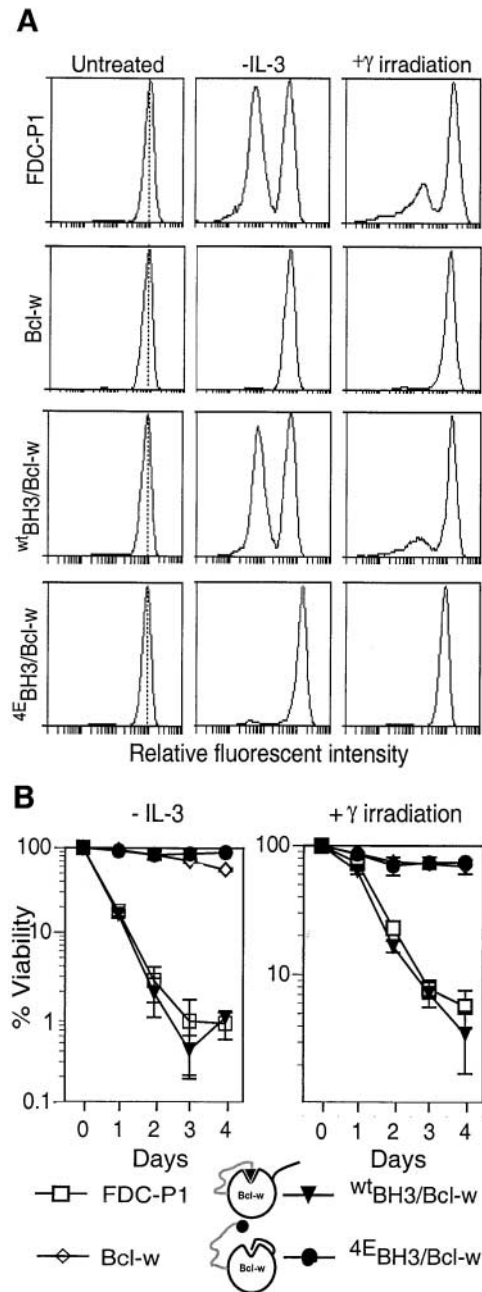 A
Untreated -IL-3 +γ irradiation
FDC-P1
Bcl-w
wtBH3/Bcl-w
4EBH3/Bcl-w
Relative fluorescent intensity
B
- IL-3 + γ irradiation
% Viability
100
10
1
0.1
100
10
0 1 2 3 4 0 1 2 3 4
Days Days
FDC-P1 Bcl-w wtBH3/Bcl-w
Bcl-w Bcl-w 4EBH3/Bcl-w